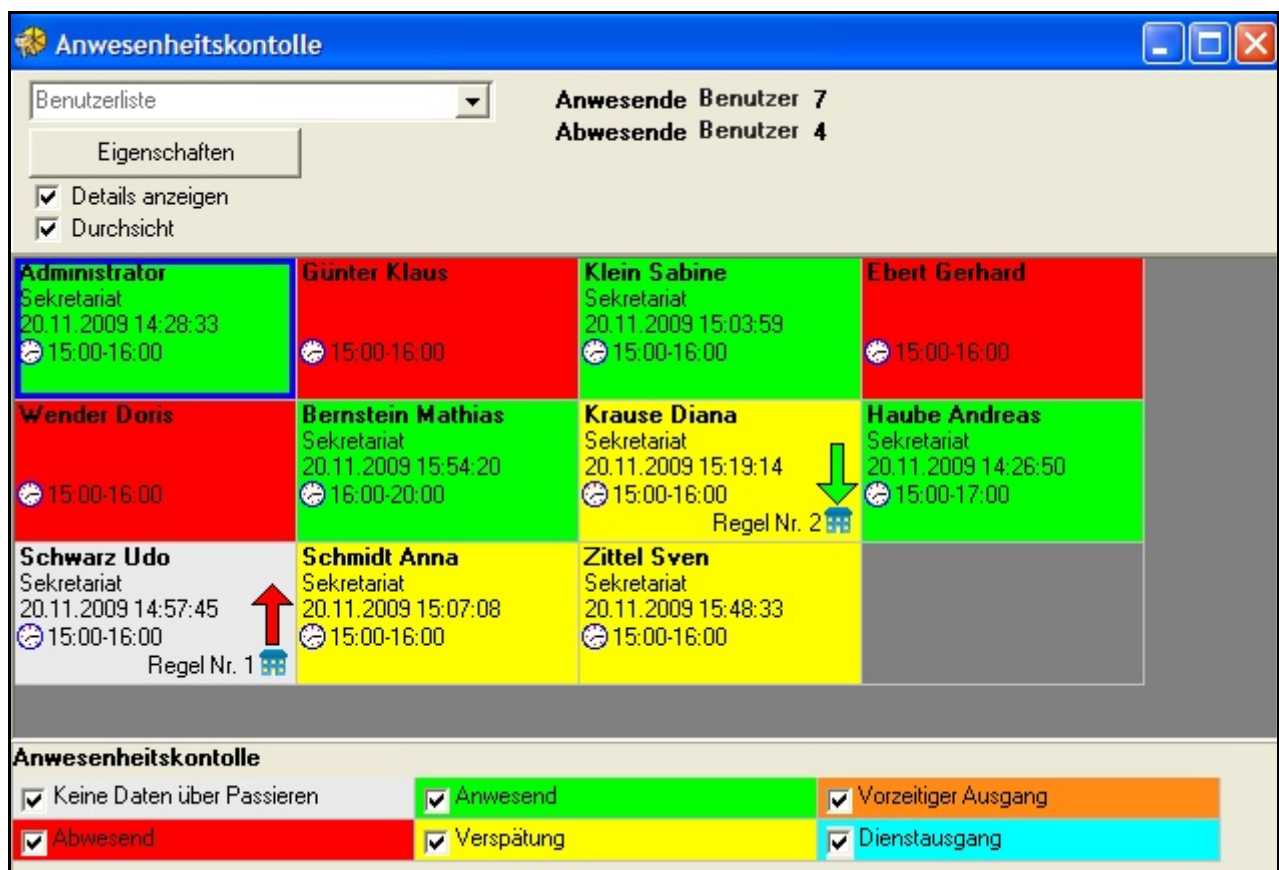 Anwesenheitskontolle
Benutzerliste
Anwesende Benutzer 7
Abwesende Benutzer 4
Eigenschaften
Details anzeigen
Durchsicht
Administrator
Sekretariat
20.11.2009 14:28:33
15:00-16:00
Günter Klaus
15:00-16:00
Klein Sabine
Sekretariat
20.11.2009 15:03:59
15:00-16:00
Ebert Gerhard
15:00-16:00
Wender Doris
15:00-16:00
Bernstein Mathias
Sekretariat
20.11.2009 15:54:20
16:00-20:00
Krause Diana
Sekretariat
20.11.2009 15:19:14
15:00-16:00
Regel Nr. 2
Haube Andreas
Sekretariat
20.11.2009 14:26:50
15:00-17:00
Schwarz Udo
Sekretariat
20.11.2009 14:57:45
15:00-16:00
Regel Nr. 1
Schmidt Anna
Sekretariat
20.11.2009 15:07:08
15:00-16:00
Zittel Sven
Sekretariat
20.11.2009 15:48:33
15:00-16:00
Anwesenheitskontolle
Keine Daten über Passieren
Anwesend
Vorzeitiger Ausgang
Abwesend
Verspätung
Dienstausgang